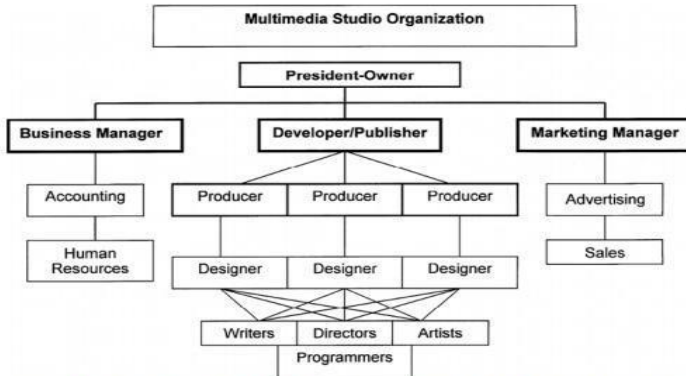 Multimedia Studio Organization
President-Owner
Business Manager
Developer/Publisher
Marketing Manager
Accounting
Producer
Producer
Producer
Advertising
Human
Resources
Designer
Designer
Designer
Sales
Writers
Directors
Artists
Programmers